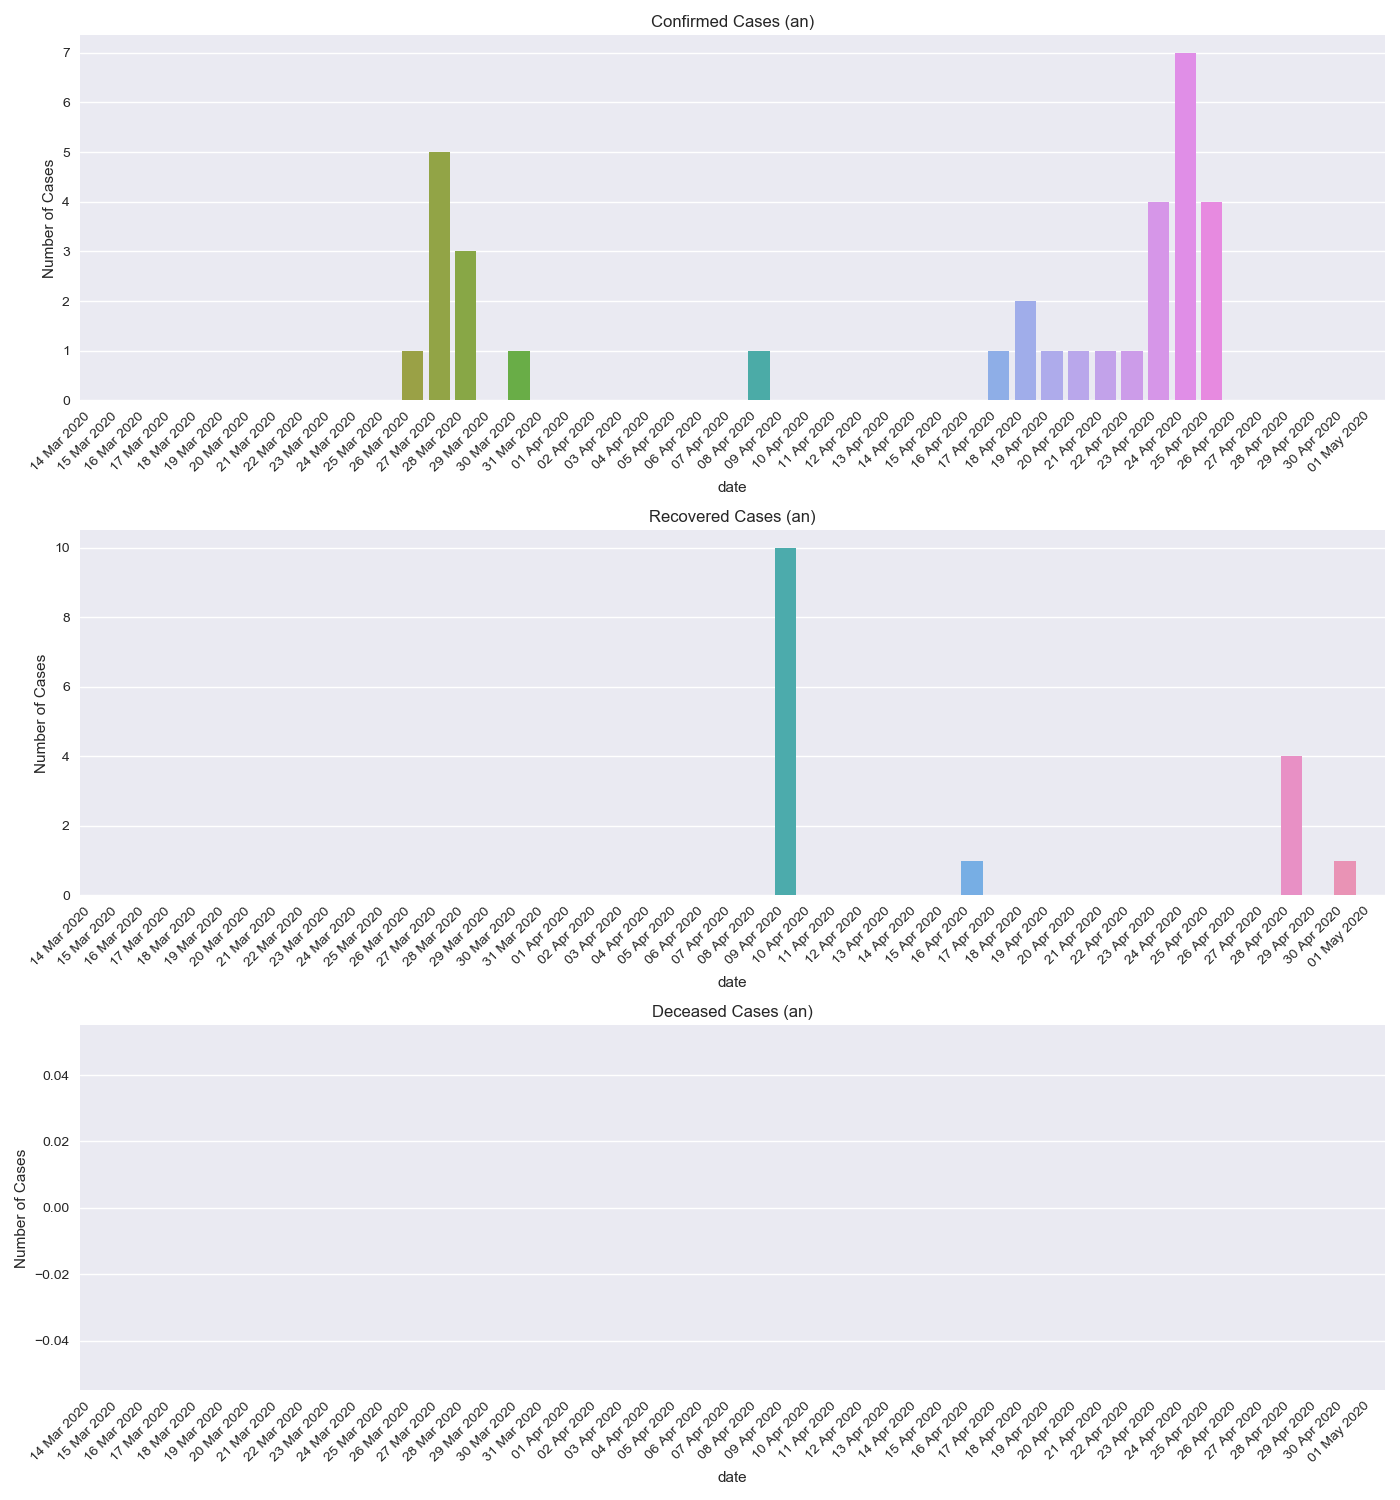 Confirmed Cases (an)
7
6
5
4
3
2
1
0
Number of Cases
14 Mar 2020
15 Mar 2020
16 Mar 2020
17 Mar 2020
18 Mar 2020
19 Mar 2020
20 Mar 2020
21 Mar 2020
22 Mar 2020
23 Mar 2020
24 Mar 2020
25 Mar 2020
26 Mar 2020
27 Mar 2020
28 Mar 2020
29 Mar 2020
30 Mar 2020
31 Mar 2020
01 Apr 2020
02 Apr 2020
03 Apr 2020
04 Apr 2020
05 Apr 2020
06 Apr 2020
07 Apr 2020
08 Apr 2020
09 Apr 2020
10 Apr 2020
11 Apr 2020
12 Apr 2020
13 Apr 2020
14 Apr 2020
15 Apr 2020
16 Apr 2020
17 Apr 2020
18 Apr 2020
19 Apr 2020
20 Apr 2020
21 Apr 2020
22 Apr 2020
23 Apr 2020
24 Apr 2020
25 Apr 2020
26 Apr 2020
27 Apr 2020
28 Apr 2020
29 Apr 2020
30 Apr 2020
01 May 2020
date
Recovered Cases (an)
10
8
6
4
2
0
Number of Cases
14 Mar 2020
15 Mar 2020
16 Mar 2020
17 Mar 2020
18 Mar 2020
19 Mar 2020
20 Mar 2020
21 Mar 2020
22 Mar 2020
23 Mar 2020
24 Mar 2020
25 Mar 2020
26 Mar 2020
27 Mar 2020
28 Mar 2020
29 Mar 2020
30 Mar 2020
31 Mar 2020
01 Apr 2020
02 Apr 2020
03 Apr 2020
04 Apr 2020
05 Apr 2020
06 Apr 2020
07 Apr 2020
08 Apr 2020
09 Apr 2020
10 Apr 2020
11 Apr 2020
12 Apr 2020
13 Apr 2020
14 Apr 2020
15 Apr 2020
16 Apr 2020
17 Apr 2020
18 Apr 2020
19 Apr 2020
20 Apr 2020
21 Apr 2020
22 Apr 2020
23 Apr 2020
24 Apr 2020
25 Apr 2020
26 Apr 2020
27 Apr 2020
28 Apr 2020
29 Apr 2020
30 Apr 2020
01 May 2020
date
Deceased Cases (an)
0.04
0.02
0.00
−0.02
−0.04
Number of Cases
14 Mar 2020
15 Mar 2020
16 Mar 2020
17 Mar 2020
18 Mar 2020
19 Mar 2020
20 Mar 2020
21 Mar 2020
22 Mar 2020
23 Mar 2020
24 Mar 2020
25 Mar 2020
26 Mar 2020
27 Mar 2020
28 Mar 2020
29 Mar 2020
30 Mar 2020
31 Mar 2020
01 Apr 2020
02 Apr 2020
03 Apr 2020
04 Apr 2020
05 Apr 2020
06 Apr 2020
07 Apr 2020
08 Apr 2020
09 Apr 2020
10 Apr 2020
11 Apr 2020
12 Apr 2020
13 Apr 2020
14 Apr 2020
15 Apr 2020
16 Apr 2020
17 Apr 2020
18 Apr 2020
19 Apr 2020
20 Apr 2020
21 Apr 2020
22 Apr 2020
23 Apr 2020
24 Apr 2020
25 Apr 2020
26 Apr 2020
27 Apr 2020
28 Apr 2020
29 Apr 2020
30 Apr 2020
01 May 2020
date